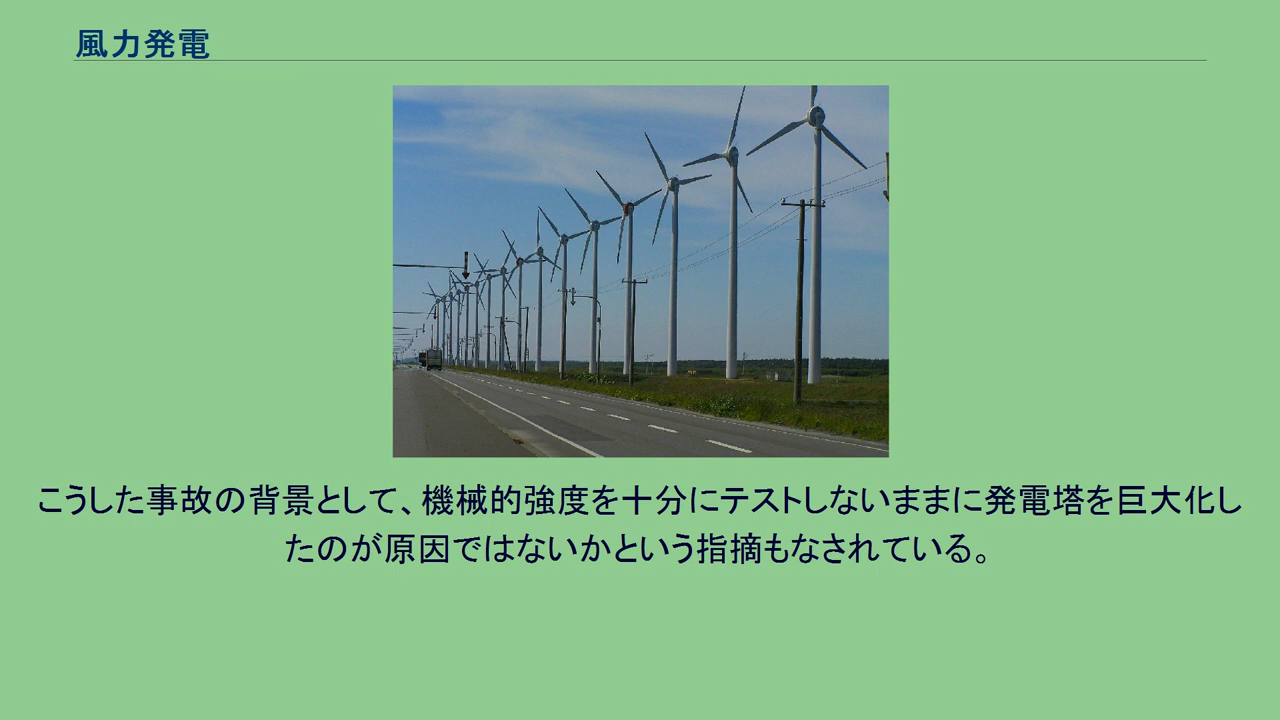 風力発電
こうした事故の背景として、機械的強度を十分にテストしないままに発電塔を巨大化し
たのが原因ではないかという指摘もなされている。